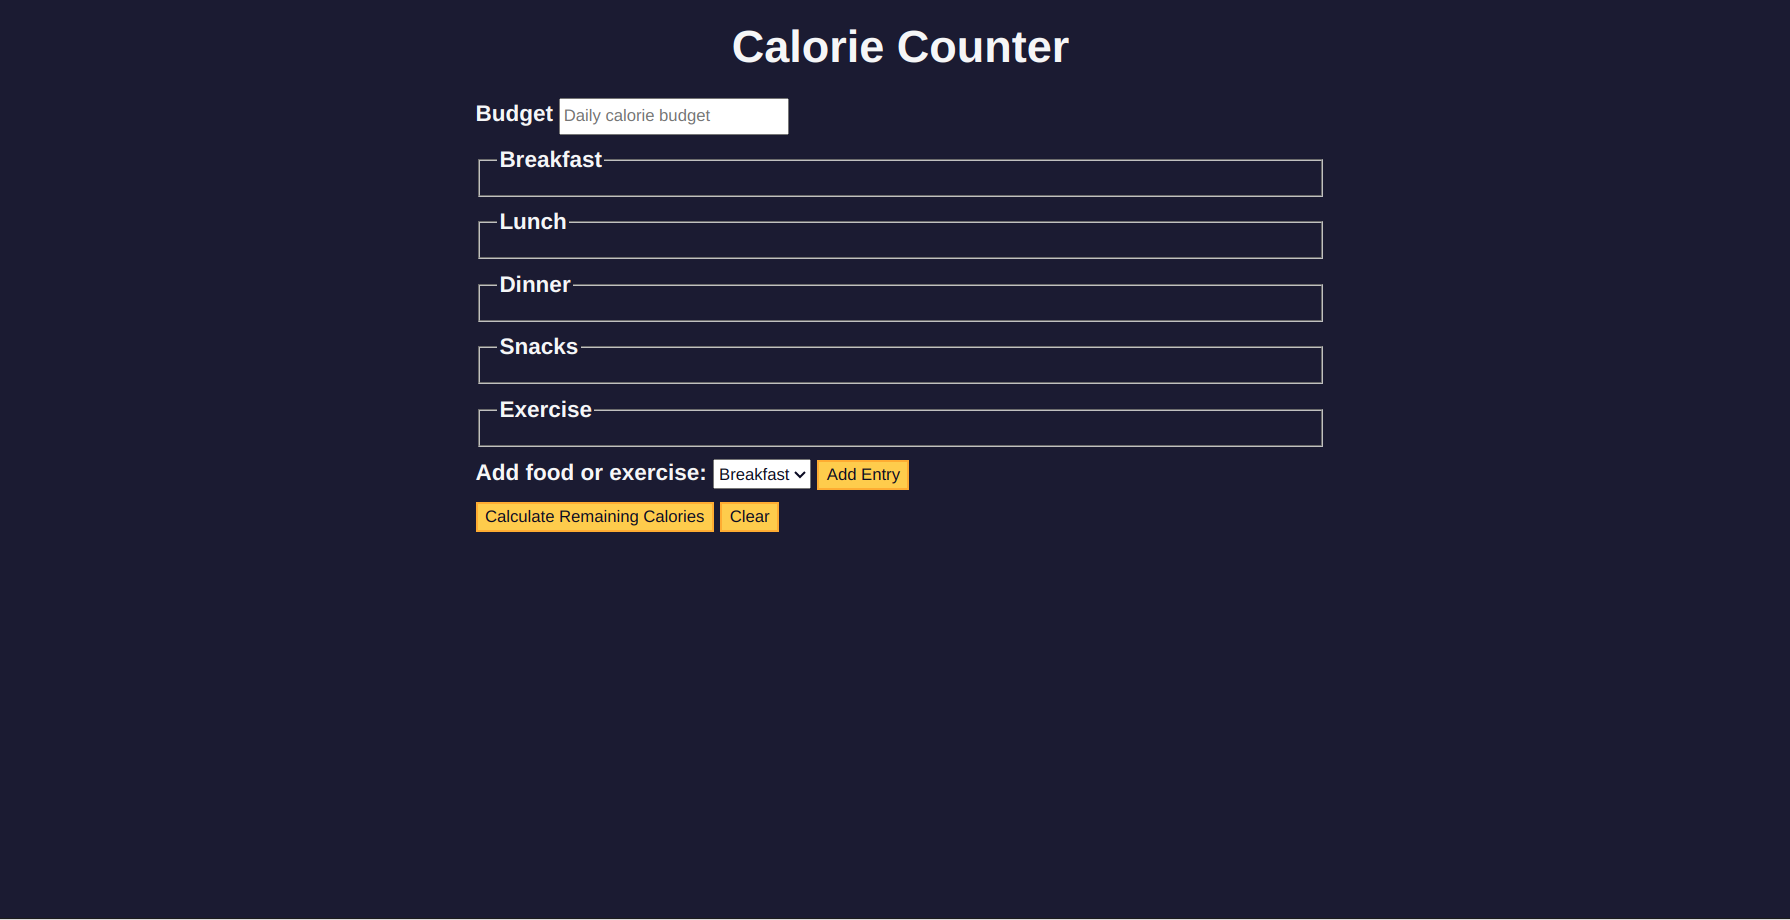 Calorie Counter
Budget Daily calorie budget
Breakfast
Lunch
Dinner
Snacks
Exercise
Add food or exercise: Breakfast Add Entry
Calculate Remaining Calories Clear